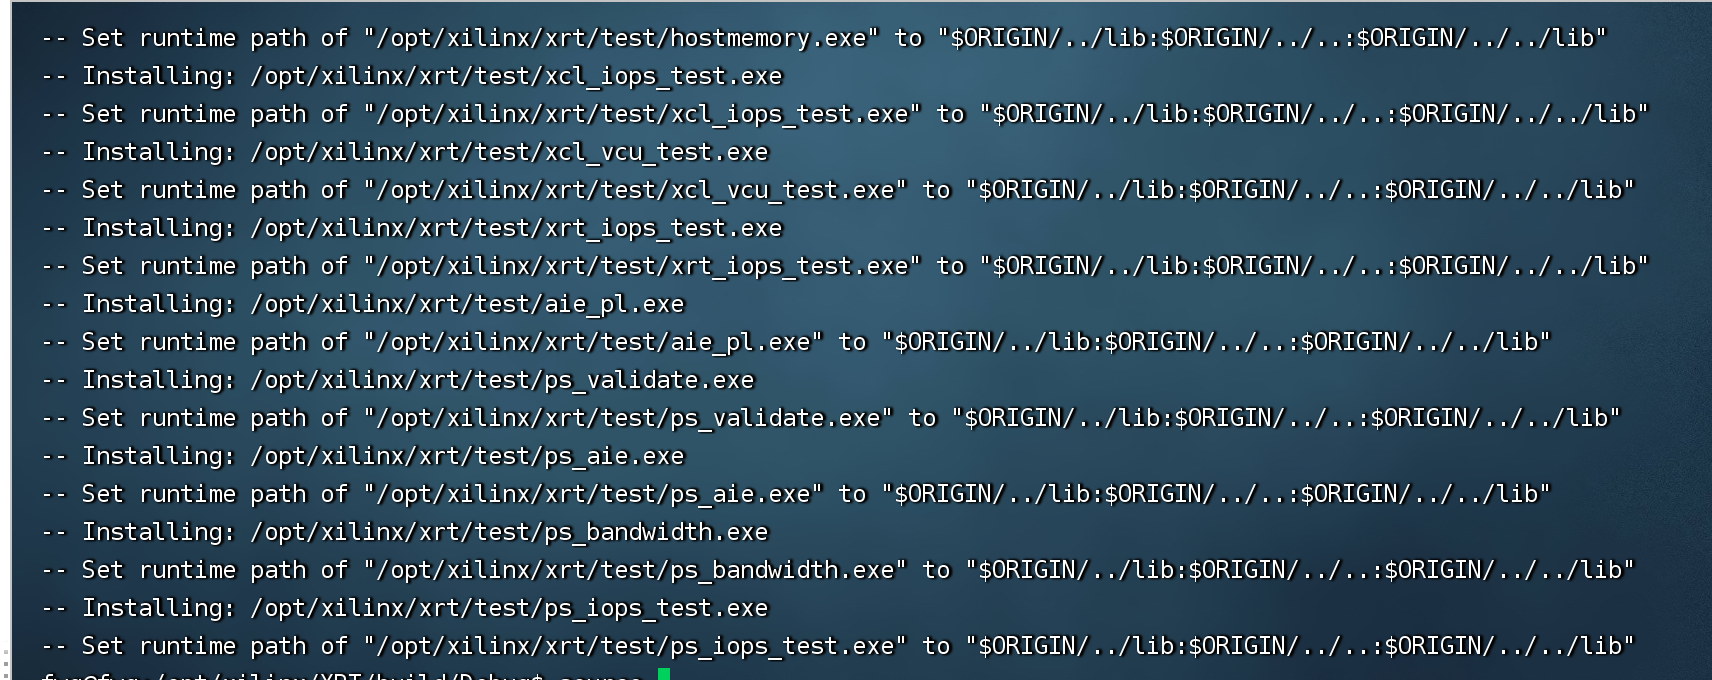 -- Set runtime path of "/opt/xilinx/xrt/test/hostmemory.exe" to "$ORIGIN/../lib:$ORIGIN/../..:$ORIGIN/../../lib"
-- Installing: /opt/xilinx/xrt/test/xcl_iops_test.exe
-- Set runtime path of "/opt/xilinx/xrt/test/xcl_iops_test.exe" to "$ORIGIN/../lib:$ORIGIN/../..:$ORIGIN/../../lib"
-- Installing: /opt/xilinx/xrt/test/xcl_vcu_test.exe
-- Set runtime path of "/opt/xilinx/xrt/test/xcl_vcu_test.exe" to "$ORIGIN/../lib:$ORIGIN/../..:$ORIGIN/../../lib"
-- Installing: /opt/xilinx/xrt/test/xrt_iops_test.exe
-- Set runtime path of "/opt/xilinx/xrt/test/xrt_iops_test.exe" to "$ORIGIN/../lib:$ORIGIN/../..:$ORIGIN/../../lib"
-- Installing: /opt/xilinx/xrt/test/aie_pl.exe
-- Set runtime path of "/opt/xilinx/xrt/test/aie_pl.exe" to "$ORIGIN/../lib:$ORIGIN/../..:$ORIGIN/../../lib"
-- Installing: /opt/xilinx/xrt/test/ps_validate.exe
-- Set runtime path of "/opt/xilinx/xrt/test/ps_validate.exe" to "$ORIGIN/../lib:$ORIGIN/../..:$ORIGIN/../../lib"
-- Installing: /opt/xilinx/xrt/test/ps_aie.exe
-- Set runtime path of "/opt/xilinx/xrt/test/ps_aie.exe" to "$ORIGIN/../lib:$ORIGIN/../..:$ORIGIN/../../lib"
-- Installing: /opt/xilinx/xrt/test/ps_bandwidth.exe
-- Set runtime path of "/opt/xilinx/xrt/test/ps_bandwidth.exe" to "$ORIGIN/../lib:$ORIGIN/../..:$ORIGIN/../../lib"
-- Installing: /opt/xilinx/xrt/test/ps_iops_test.exe
-- Set runtime path of "/opt/xilinx/xrt/test/ps_iops_test.exe" to "$ORIGIN/../lib:$ORIGIN/../..:$ORIGIN/../../lib"